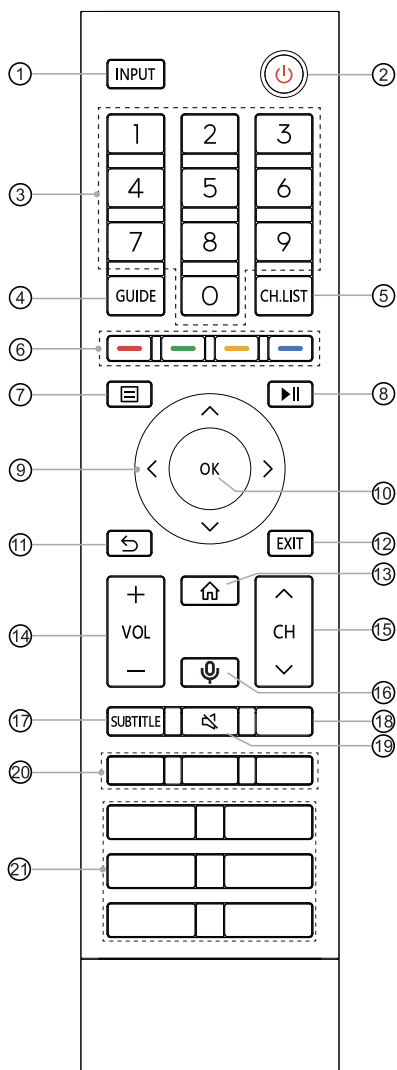 ① INPUT ②
1 2 3
③ 4 5 6
7 8 9
④ GUIDE 0 CH.LIST ⑤
⑥
⑦ ⑧
⑨ OK
⑩
⑪ EXIT ⑫
⑬
+
⑭ VOL CH ⑮
—
⑯
⑰ SUBTITLE ⑱
⑲
⑳
㉑